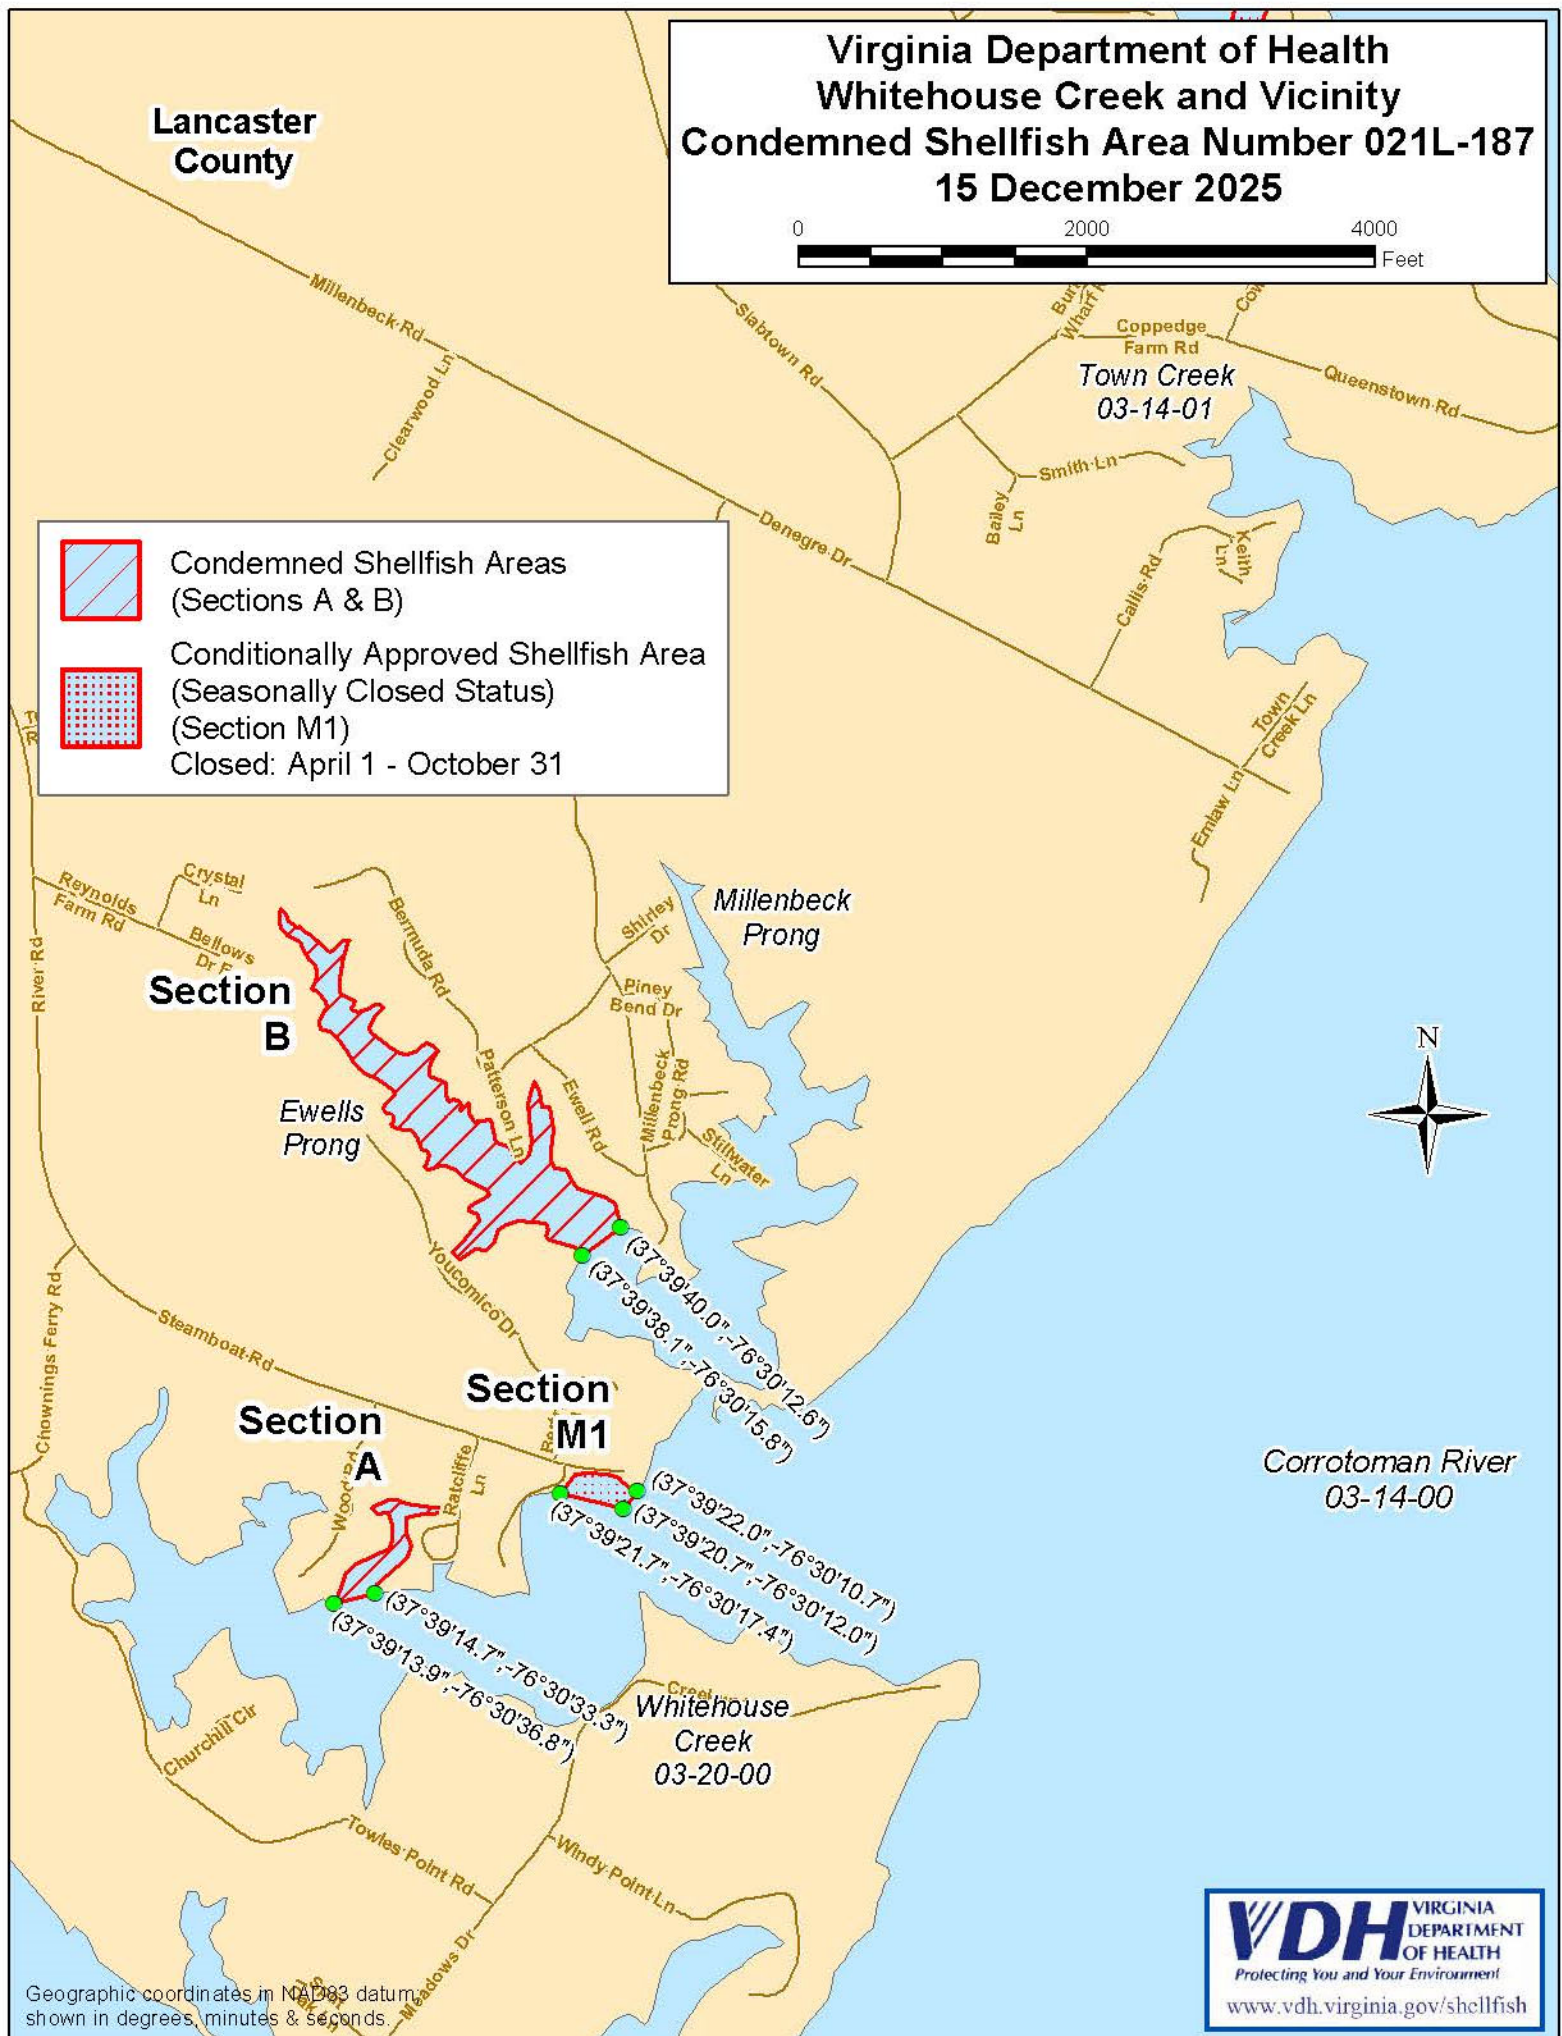 Virginia Department of Health
Whitehouse Creek and Vicinity
Condemned Shellfish Area Number 021L-187
15 December 2025
0 2000 4000
Feet
Lancaster
County
Millenbeck Rd
Clearwood Ln
Slabtown Rd
Wharf
Coppedge
Farm Rd
Queenstown Rd
Town Creek
03-14-01
Smith Ln
Bailey
Ln
Denegre Dr
Callis Rd
Keith
Ln
Town
Creek Ln
Emlaw Ln
Condemned Shellfish Areas
(Sections A & B)
Conditionally Approved Shellfish Area
(Seasonally Closed Status)
(Section M1)
Closed: April 1 - October 31
Reynolds
Farm Rd
Crystal
Ln
Bellows
Dr
River Rd
Bermuda Rd
Shirley
Dr
Millenbeck
Prong
Piney
Bend Dr
Section
B
Patterson Ln
Ewell Rd
Millenbeck
Prong Rd
Stillwater
Ln
Ewells
Prong
N
(37°39'40.0",-76°30'12.6")
(37°39'38.1",-76°30'15.8")
Youcomico Dr
Chownings Ferry Rd
Steamboat Rd
Section
M1
Section
A
Ratcliffe
Ln
(37°39'22.0",-76°30'10.7")
(37°39'20.7",-76°30'12.0")
(37°39'21.7",-76°30'17.4")
(37°39'14.7",-76°30'33.3")
(37°39'13.9",-76°30'36.8")
Corrotoman River
03-14-00
Whitehouse
Creek
03-20-00
Churchill Cir
Towles Point Rd
Windy Point Ln
Meadows Dr
Geographic coordinates in NAD83 datum,
shown in degrees, minutes & seconds.
VDH
VIRGINIA
DEPARTMENT
OF HEALTH
Protecting You and Your Environment
www.vdh.virginia.gov/shellfish